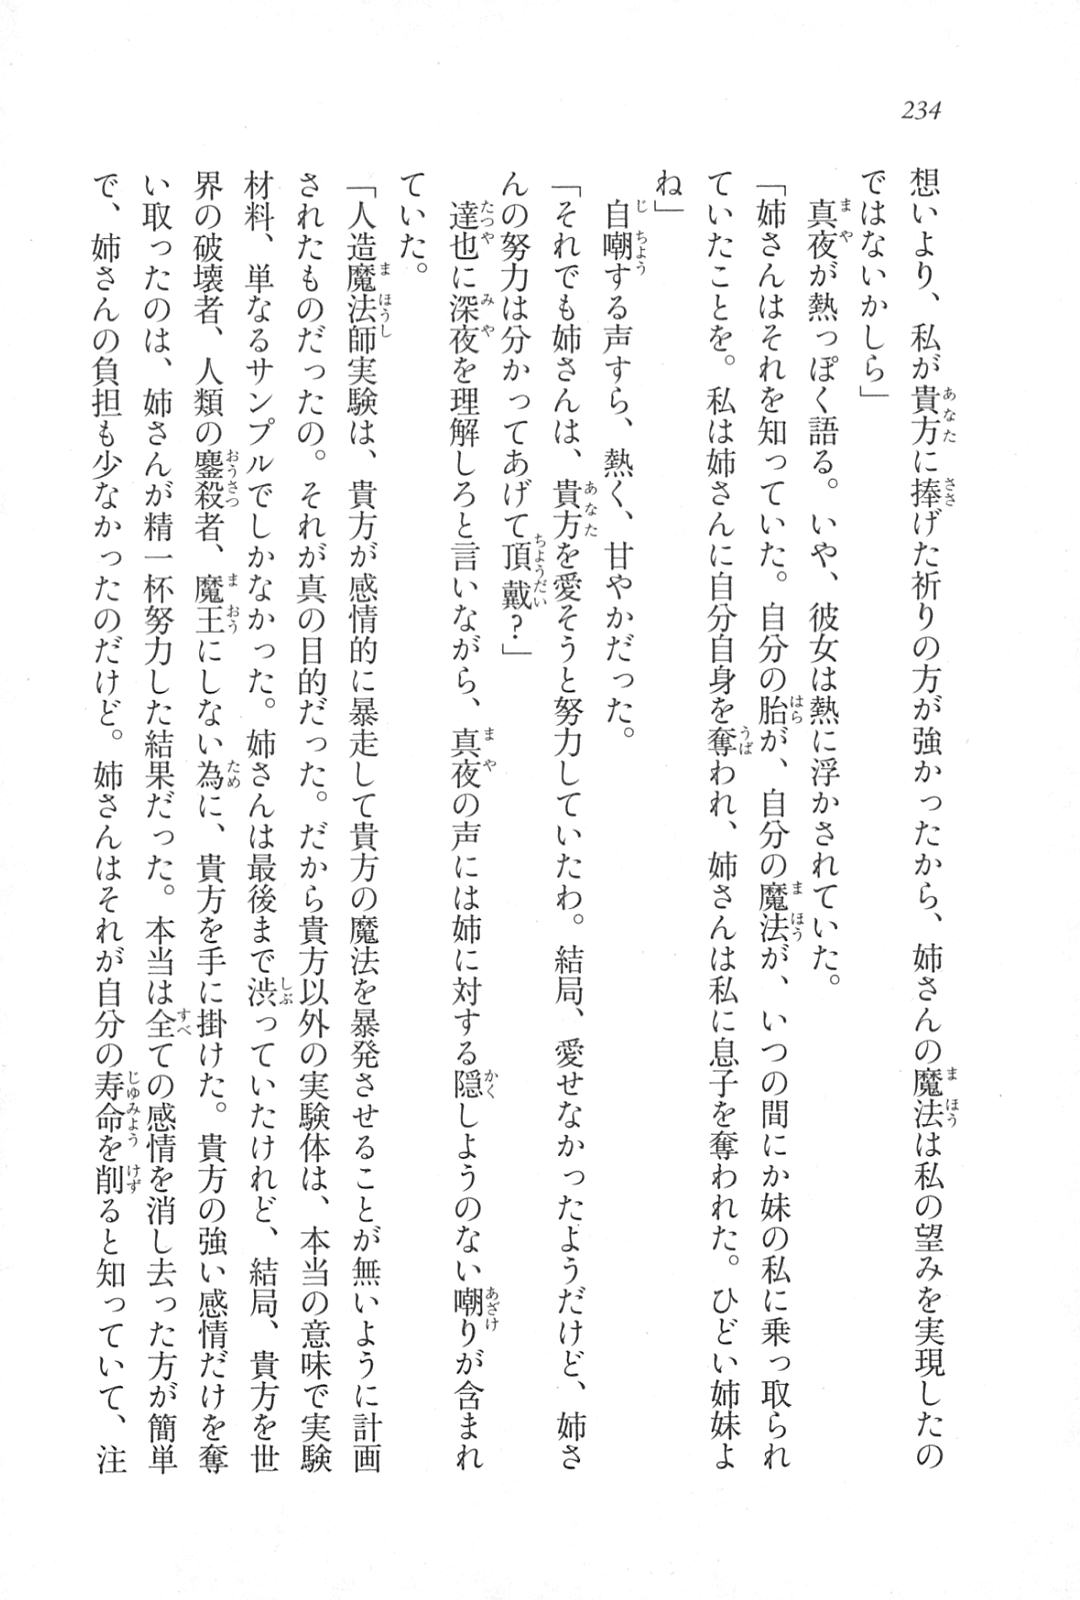 234
想いより、私が貴方に捧げた祈りの方が強かったから、姉さんの魔法は私の望みを実現したの
ではないかしら」
真夜が熱っぽく語る。いや、彼女は熱に浮かされていた。
「姉さんはそれを知っていた。自分の胎が、自分の魔法が、いつの間にか妹の私に乗っ取られ
ていたことを。私は姉さんに自分自身を奪われ、姉さんは私に息子を奪われた。ひどい姉妹よ
ね」
自嘲する声すら、熱く、甘やかだった。
「それでも姉さんは、貴方を愛そうと努力していたわ。結局、愛せなかったようだけど、姉さ
んの努力は分かってあげて頂戴？」
達也に深夜を理解しろと言いながら、真夜の声には姉に対する隠しようのない嘲りが含まれ
ていた。
「人造魔法師実験は、貴方が感情的に暴走して貴方の魔法を暴発させることが無いように計画
されたものだったの。それが真の目的だった。だから貴方以外の実験体は、本当の意味で実験
材料、単なるサンプルでしかなかった。姉さんは最後まで渋っていたけれど、結局、貴方を世
界の破壊者、人類の鏖殺者、魔王にしない為に、貴方を手に掛けた。貴方の強い感情だけを奪
い取ったのは、姉さんが精一杯努力した結果だった。本当は全ての感情を消し去った方が簡単
で、姉さんの負担も少なかったのだけど。姉さんはそれが自分の寿命を削ると知っていて、注